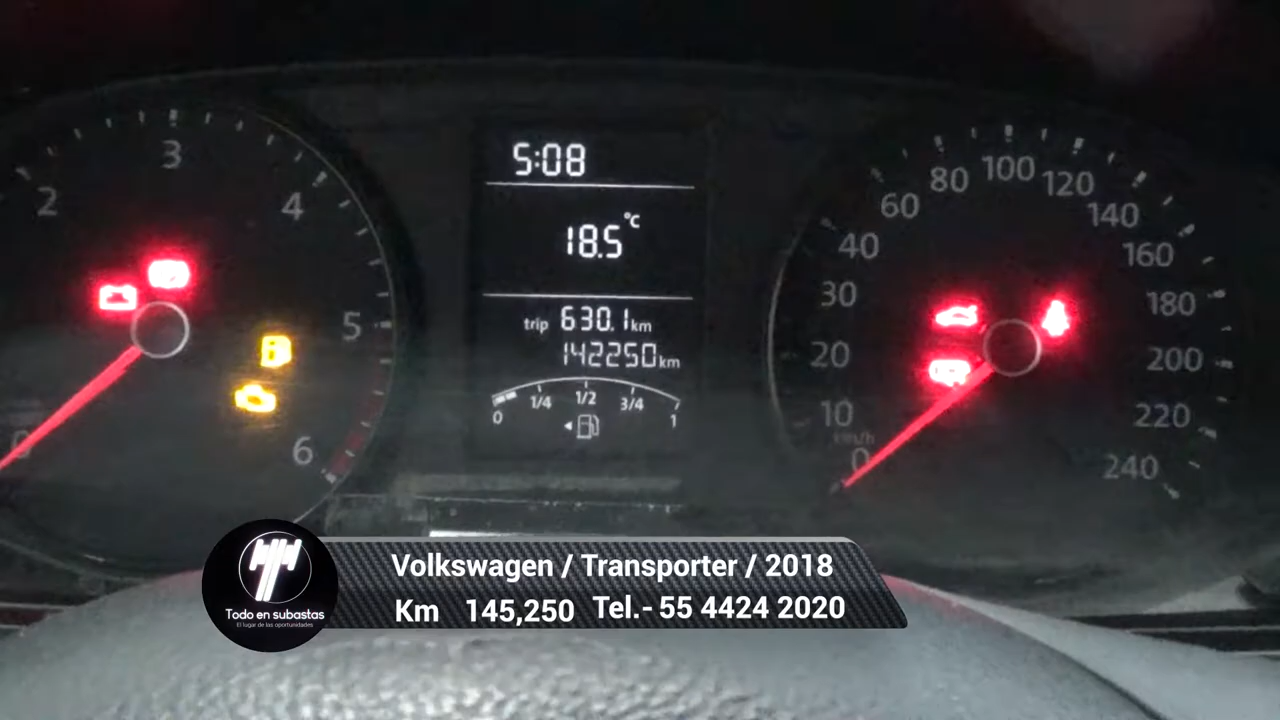 5:08
18.5°C
trip 630.1 km
142250 km
0 1/4 1/2 3/4 1
0 2 3 4 5 6
0 10 20 30 40 60 80 100 120 140 160 180 200 220 240
km/h
Volkswagen / Transporter / 2018
Km 145,250 Tel.- 55 4424 2020
Todo en subastas
El lugar de las oportunidades